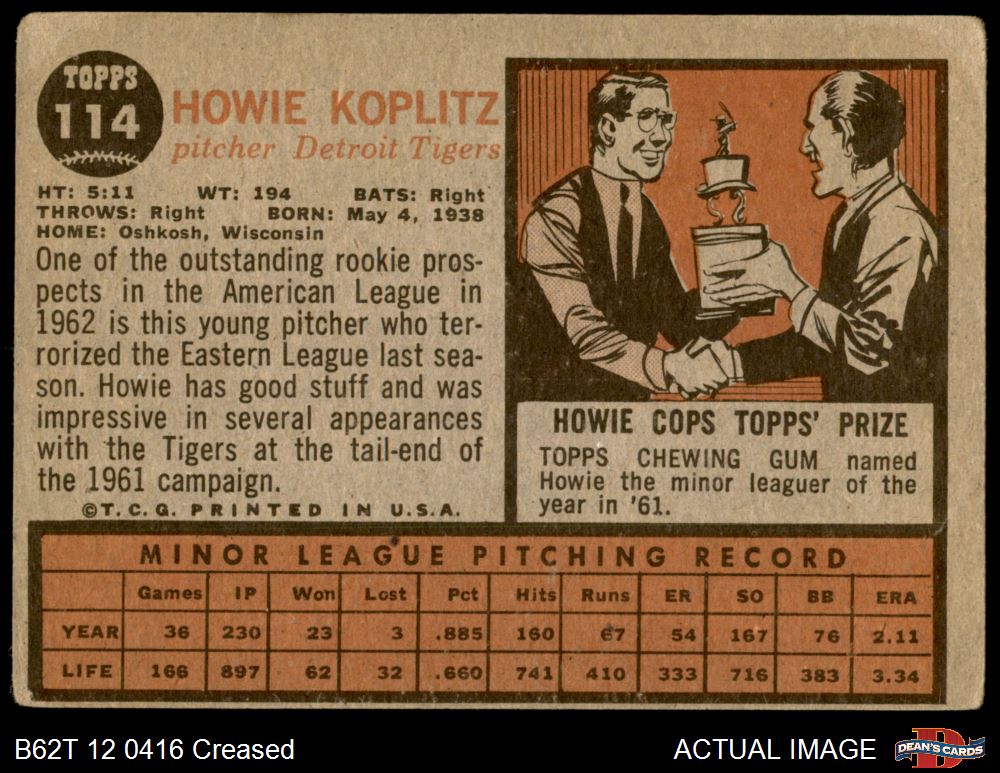 TOPPS
114
HOWIE KOPLITZ
pitcher Detroit Tigers
HT: 5:11 WT: 194 BATS: Right
THROWS: Right BORN: May 4, 1938
HOME: Oshkosh, Wisconsin
One of the outstanding rookie pros-
pects in the American League in
1962 is this young pitcher who ter-
rorized the Eastern League last sea-
son. Howie has good stuff and was
impressive in several appearances
with the Tigers at the tail-end of
the 1961 campaign.
©T.C.G. PRINTED IN U.S.A.
HOWIE COPS TOPPS' PRIZE
TOPPS CHEWING GUM named
Howie the minor leaguer of the
year in '61.
MINOR LEAGUE PITCHING RECORD
Games IP Won Lost Pct Hits Runs ER SO BB ERA
YEAR 36 230 23 3 .885 160 67 54 167 76 2.11
LIFE 166 897 62 32 .660 741 410 333 716 383 3.34
B62T 12 0416 Creased
ACTUAL IMAGE
DEAN'S CARDS